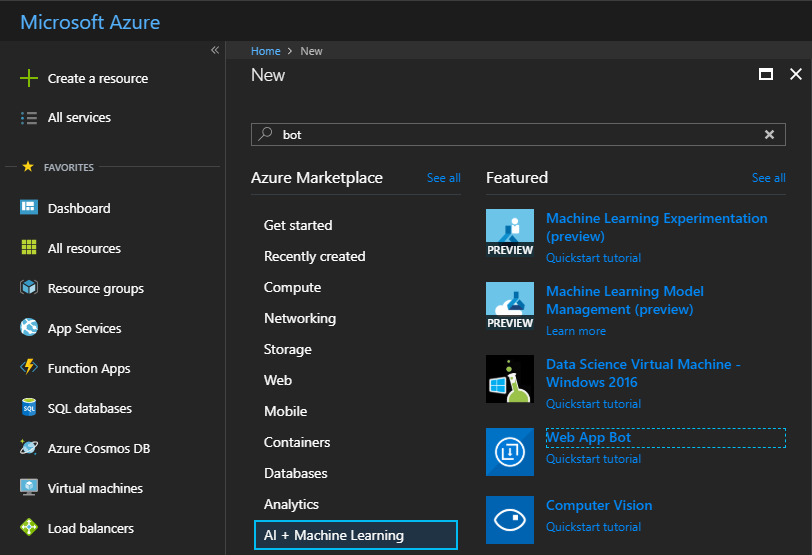 Microsoft Azure
«
Create a resource
All services
FAVORITES
Dashboard
All resources
Resource groups
App Services
Function Apps
SQL databases
Azure Cosmos DB
Virtual machines
Load balancers
Home > New
New
bot
Azure Marketplace See all
Get started
Recently created
Compute
Networking
Storage
Web
Mobile
Containers
Databases
Analytics
AI + Machine Learning
Featured See all
PREVIEW
Machine Learning Experimentation
(preview)
Quickstart tutorial
PREVIEW
Machine Learning Model
Management (preview)
Learn more
Data Science Virtual Machine -
Windows 2016
Quickstart tutorial
Web App Bot
Quickstart tutorial
Computer Vision
Quickstart tutorial